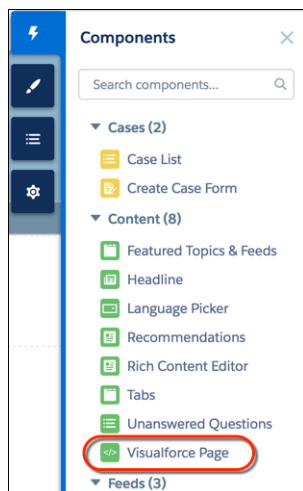 Components
Search components...
Cases (2)
Case List
Create Case Form
Content (8)
Featured Topics & Feeds
Headline
Language Picker
Recommendations
Rich Content Editor
Tabs
Unanswered Questions
Visualforce Page
Feeds (3)